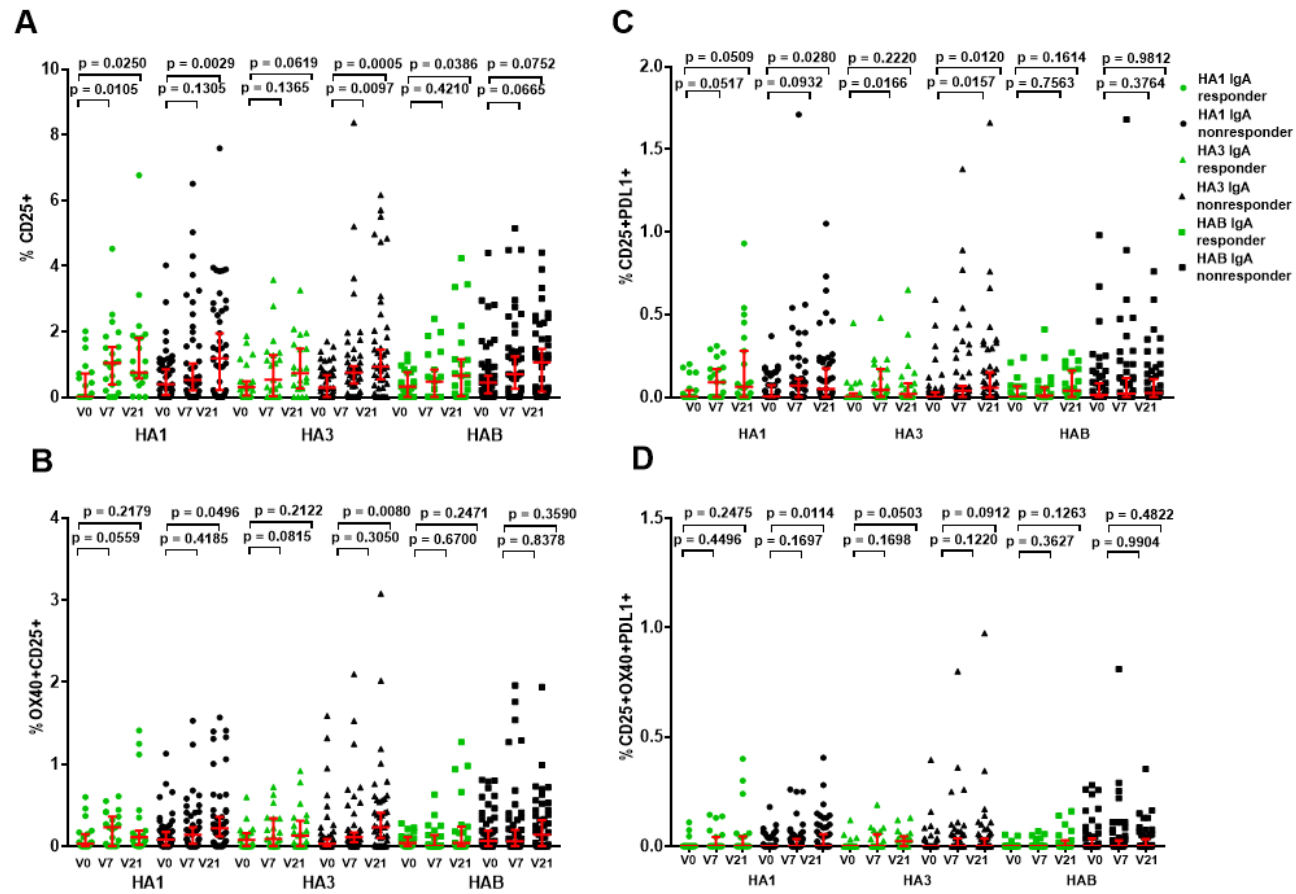 A
p = 0.0250 p = 0.0029 p = 0.0619 p = 0.0005 p = 0.0386 p = 0.0752
p = 0.0105 p = 0.1305 p = 0.1365 p = 0.0097 p = 0.4210 p = 0.0665
10
8
6
4
2
0
% CD25+
V0 V7 V21 V0 V7 V21 V0 V7 V21 V0 V7 V21 V0 V7 V21 V0 V7 V21
HA1 HA3 HAB
C
p = 0.0509 p = 0.0280 p = 0.2220 p = 0.0120 p = 0.1614 p = 0.9812
p = 0.0517 p = 0.0932 p = 0.0166 p = 0.0157 p = 0.7563 p = 0.3764
2.0
1.5
1.0
0.5
0.0
% CD25+PDL1+
V0 V7 V21 V0 V7 V21 V0 V7 V21 V0 V7 V21 V0 V7 V21 V0 V7 V21
HA1 HA3 HAB
HA1 IgA
responder
HA1 IgA
nonresponder
HA3 IgA
responder
HA3 IgA
nonresponder
HAB IgA
responder
HAB IgA
nonresponder
B
p = 0.2179 p = 0.0496 p = 0.2122 p = 0.0080 p = 0.2471 p = 0.3590
p = 0.0559 p = 0.4185 p = 0.0815 p = 0.3050 p = 0.6700 p = 0.8378
4
3
2
1
0
% OX40+CD25+
V0 V7 V21 V0 V7 V21 V0 V7 V21 V0 V7 V21 V0 V7 V21 V0 V7 V21
HA1 HA3 HAB
D
p = 0.2475 p = 0.0114 p = 0.0503 p = 0.0912 p = 0.1263 p = 0.4822
p = 0.4496 p = 0.1697 p = 0.1698 p = 0.1220 p = 0.3627 p = 0.9904
1.5
1.0
0.5
0.0
% CD25+OX40+PDL1+
V0 V7 V21 V0 V7 V21 V0 V7 V21 V0 V7 V21 V0 V7 V21 V0 V7 V21
HA1 HA3 HAB